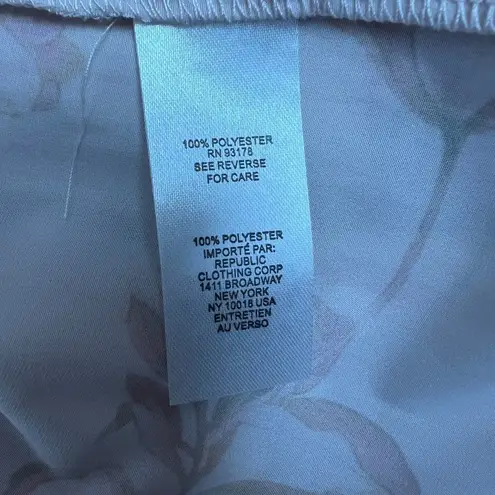 100% POLYESTER
RN 93178
SEE REVERSE
FOR CARE
100% POLYESTER
IMPORTÉ PAR:
REPUBLIC
CLOTHING CORP
1411 BROADWAY
NEW YORK
NY 10018 USA
ENTRETIEN
AU VERSO